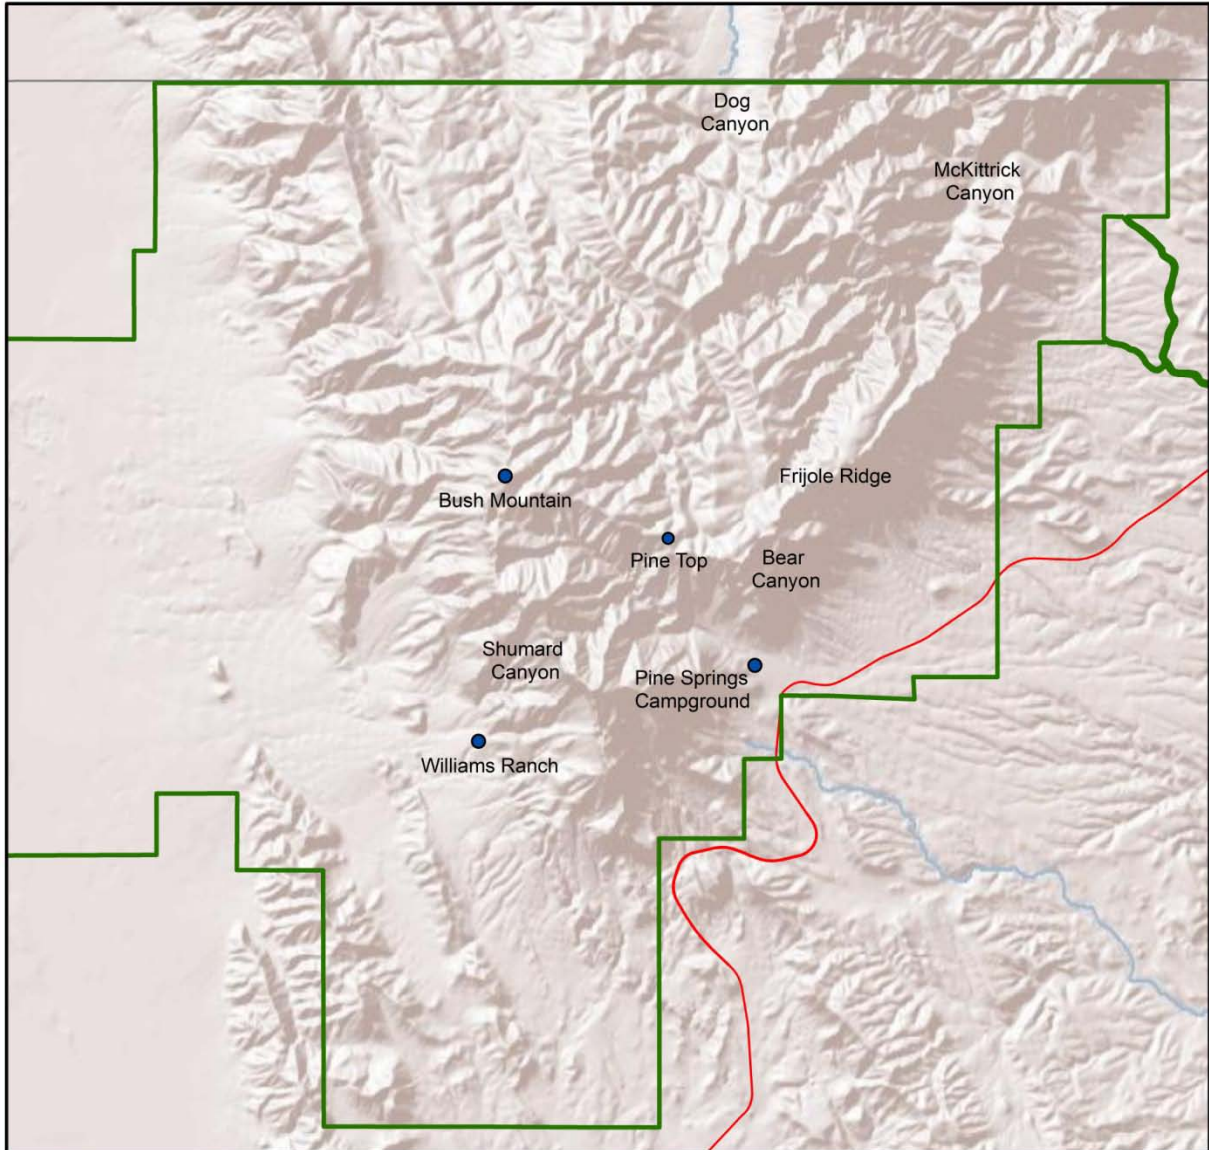 Dog
Canyon
McKittrick
Canyon
Frijole Ridge
Bush Mountain
Pine Top
Bear
Canyon
Shumard
Canyon
Pine Springs
Campground
Williams Ranch